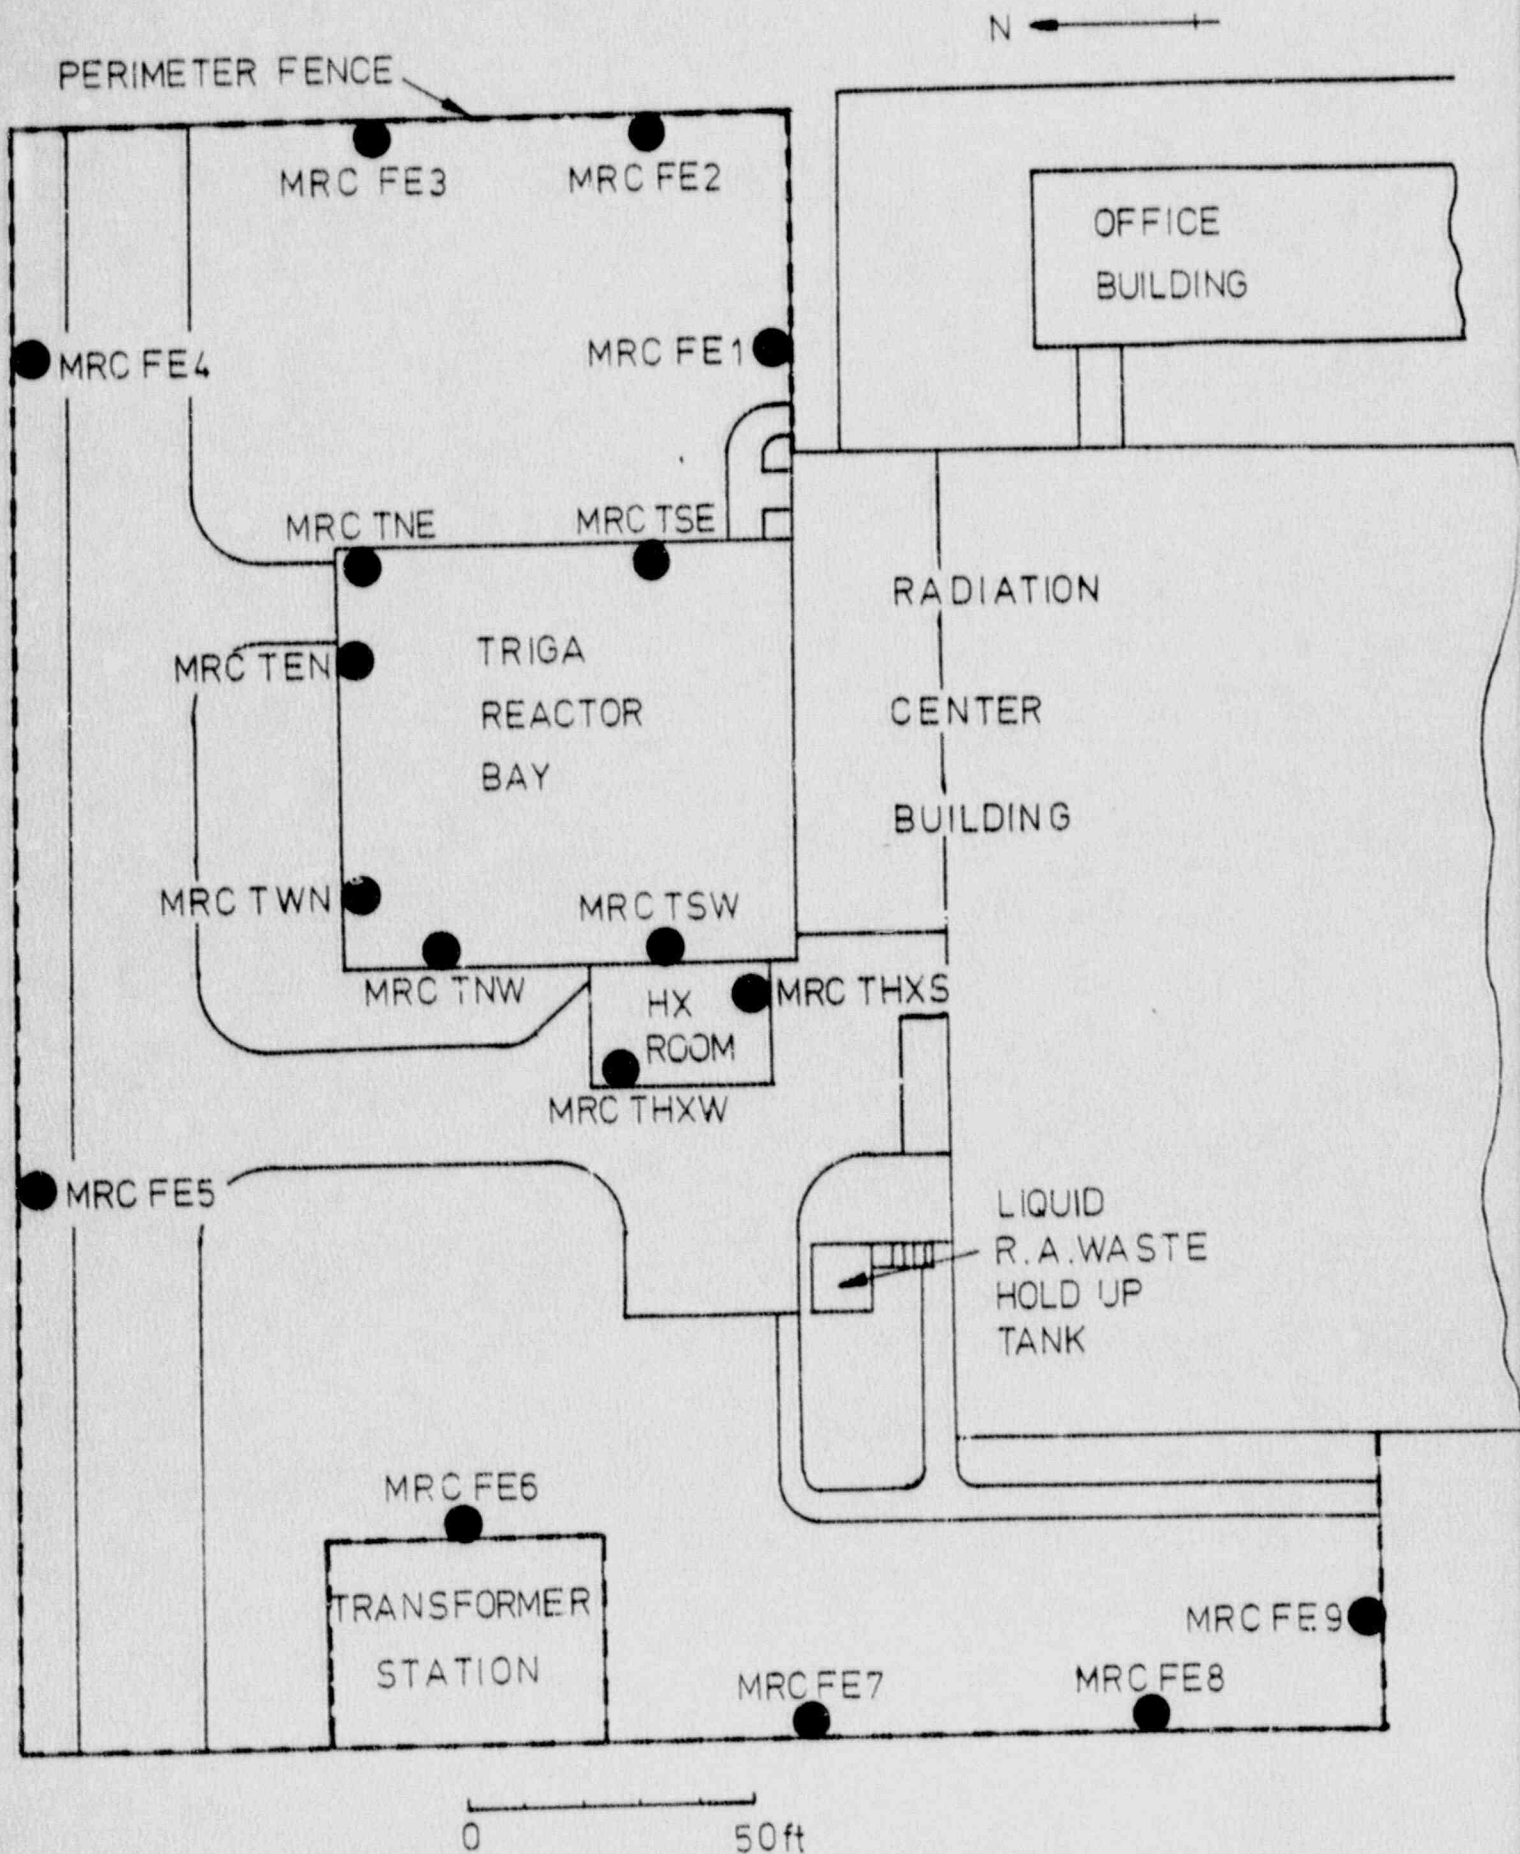 N
PERIMETER FENCE
MRC FE3
MRC FE2
OFFICE
BUILDING
MRC FE4
MRC FE1
MRC TNE
MRC TSE
RADIATION
CENTER
BUILDING
MRC TEN
TRIGA
REACTOR
BAY
MRC TWN
MRC TSW
MRC TNW
HX
ROOM
MRC THXS
MRC THXW
MRC FE5
LIQUID
R.A.WASTE
HOLD UP
TANK
MRC FE6
TRANSFORMER
STATION
MRC FE7
MRC FE8
MRC FE9
0 50ft